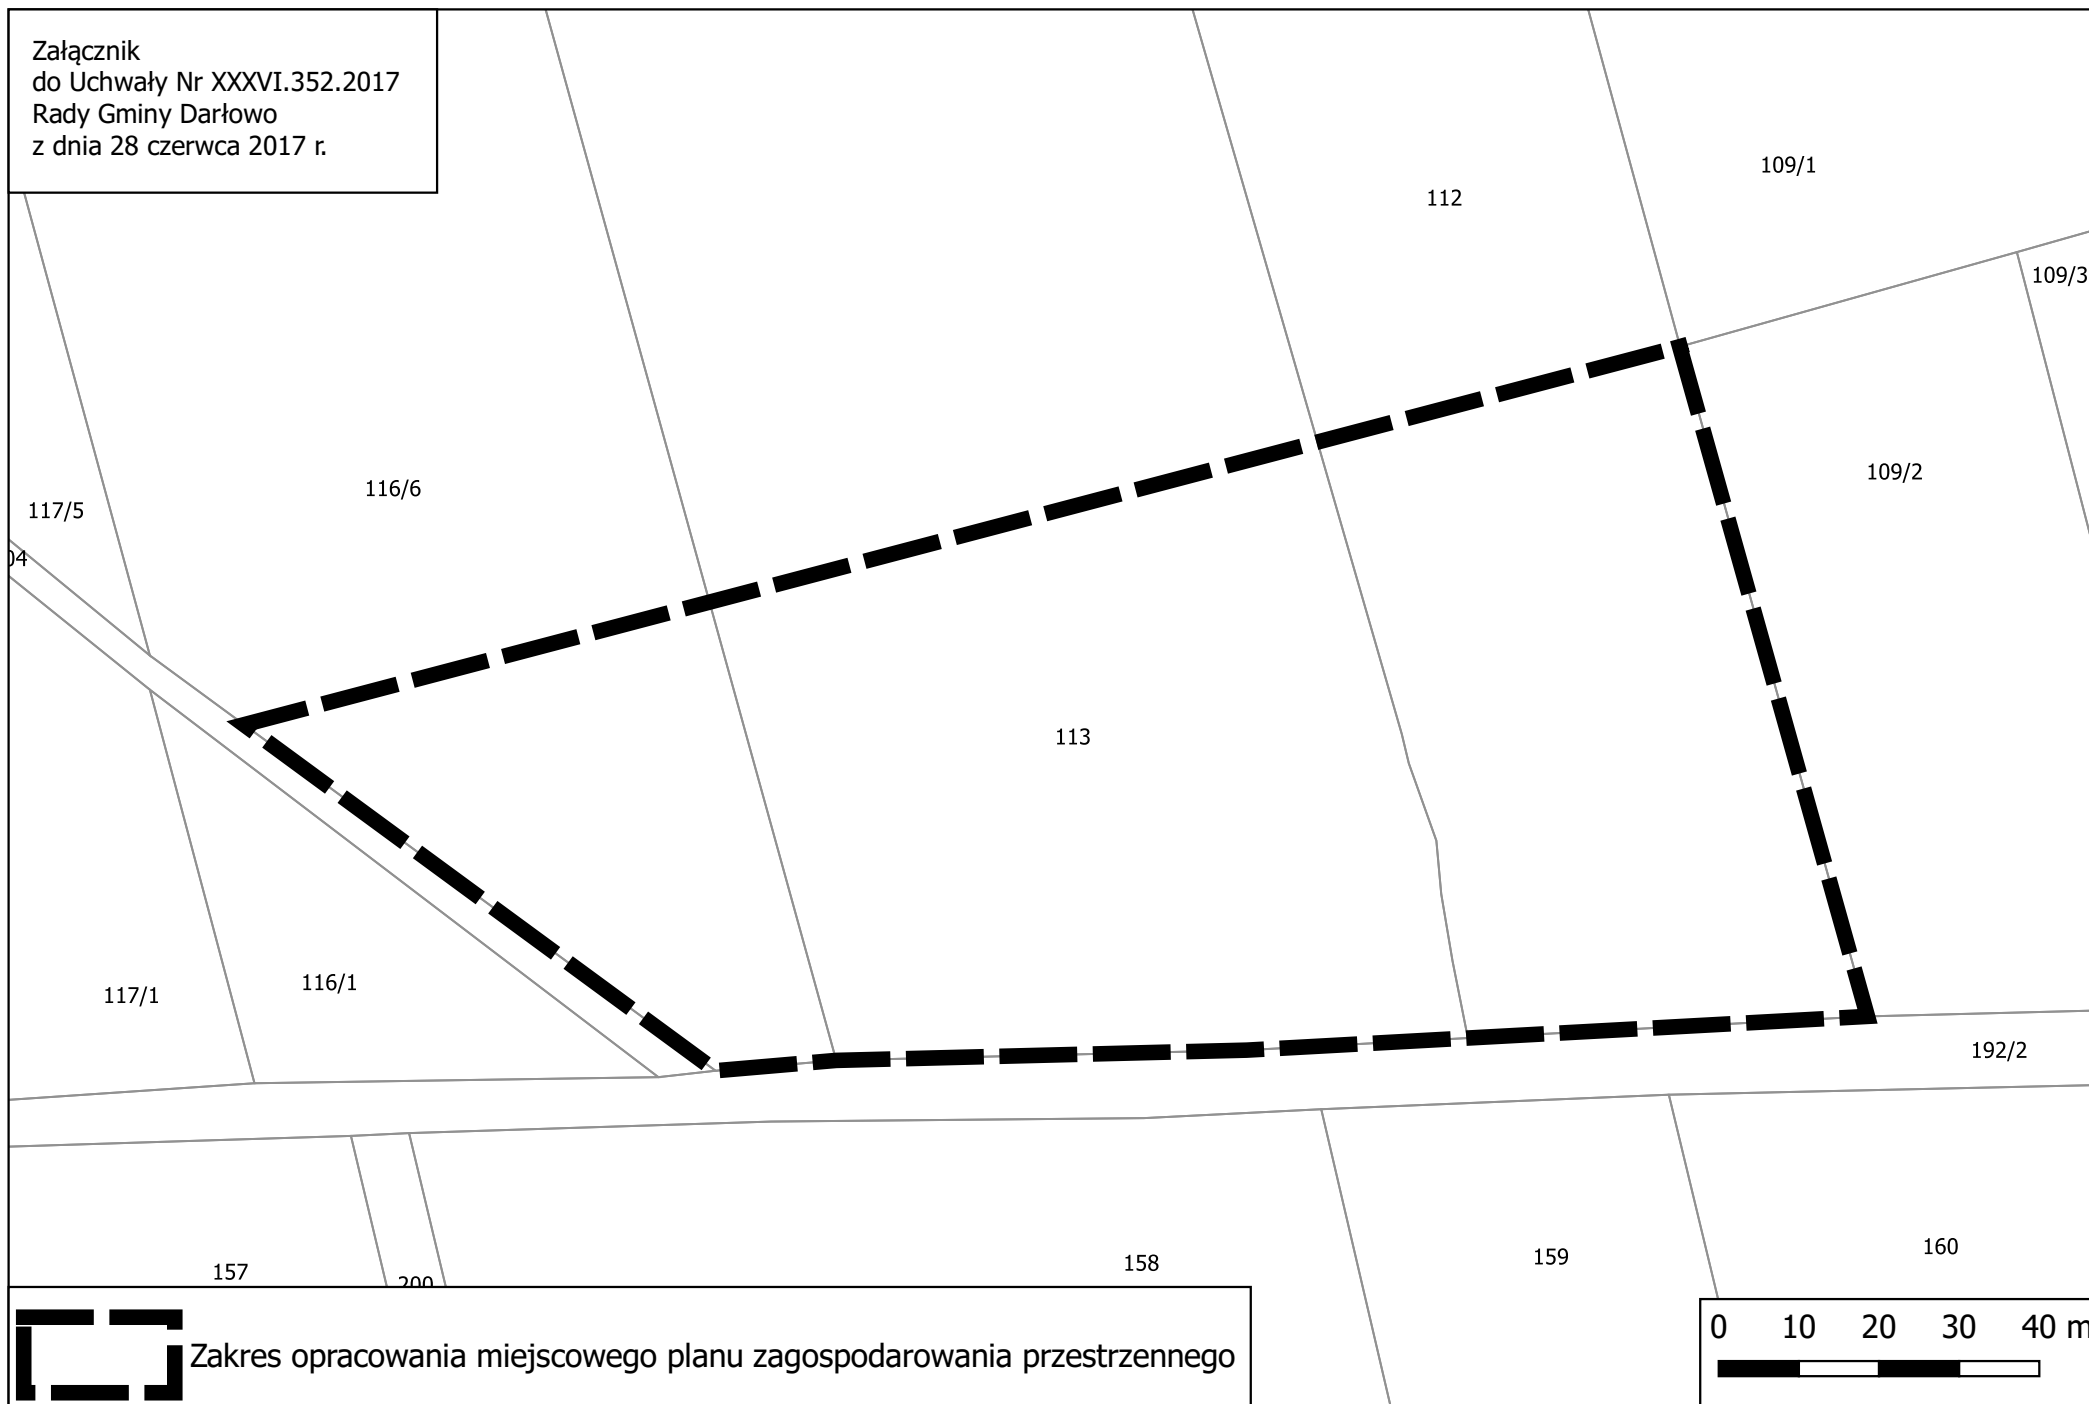 Załącznik
do Uchwały Nr XXXVI.352.2017
Rady Gminy Darłowo
z dnia 28 czerwca 2017 r.
109/1
112
109/3
109/2
116/6
117/5
04
113
116/1
117/1
192/2
160
159
158
157
200
Zakres opracowania miejscowego planu zagospodarowania przestrzennego
0 10 20 30 40 m